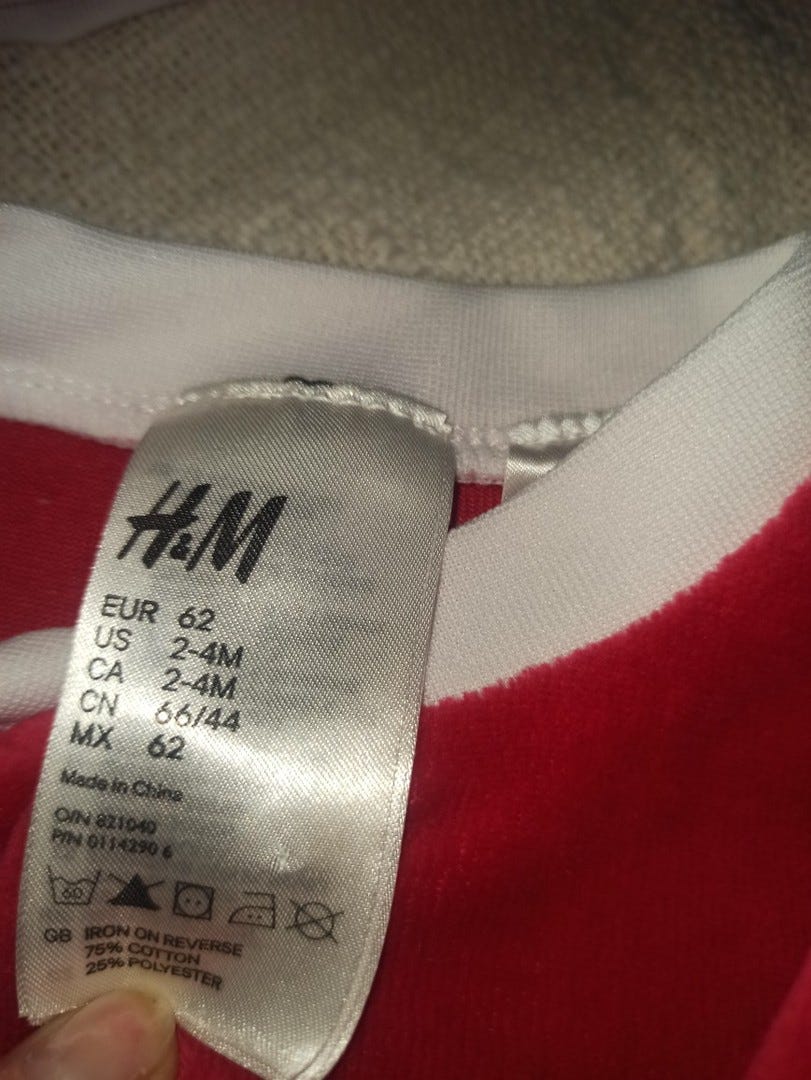 H&M
EUR 62
US 2-4M
CA 2-4M
CN 66/44
MX 62
Made in China
O/N 821040
P/N 0114290 6
60
GB IRON ON REVERSE
75% COTTON
25% POLYESTER